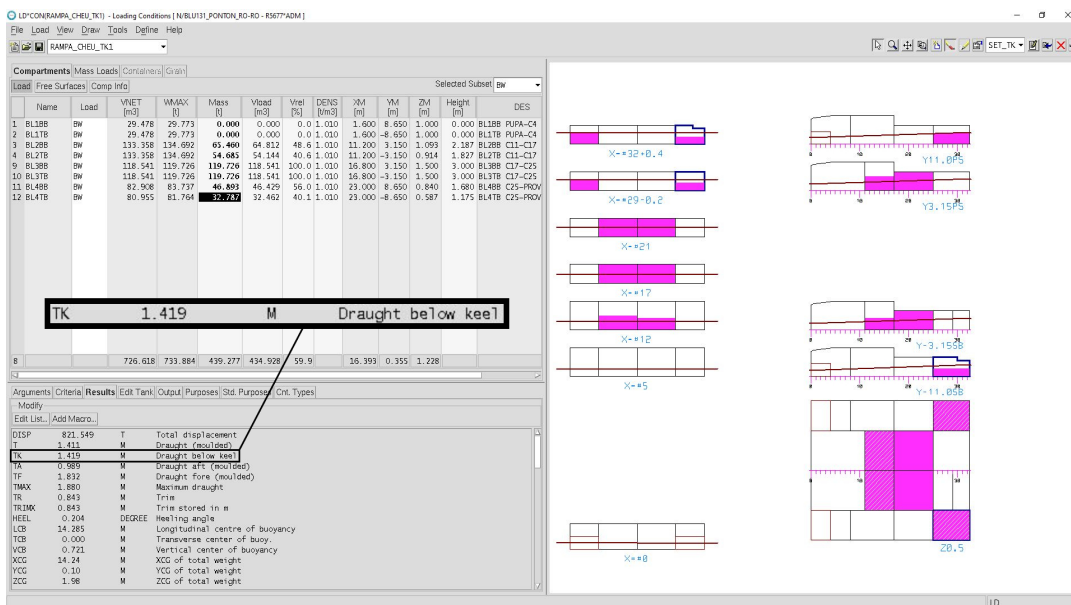 LD*CON(RAMPA_CHEU_TK1) - Loading Conditions [ N/BLU131_PONTON_RO-RO - R5677*ADM ]
File Load View Draw Tools Define Help
RAMPA_CHEU_TK1 SET_TK
Compartments Mass Loads Containers Grain
Load Free Surfaces Comp Info Selected Subset BW
Name Load VNET [m3] WMAX [t] Mass [t] Vload [m3] Vrel [%] DENS [t/m3] XM [m] YM [m] ZM [m] Height [m] DES
1 BL1BB BW 29.478 29.773 0.000 0.000 0.0 1.010 1.600 8.650 1.000 0.000 BL1BB PUPA-C4
2 BL1TB BW 29.478 29.773 0.000 0.000 0.0 1.010 1.600 -8.650 1.000 0.000 BL1TB PUPA-C4
3 BL2BB BW 133.358 134.692 65.460 64.812 48.6 1.010 11.200 3.150 1.093 2.187 BL2BB C11-C17
4 BL2TB BW 133.358 134.692 54.685 54.144 40.6 1.010 11.200 -3.150 0.914 1.827 BL2TB C11-C17
9 BL3BB BW 118.541 119.726 119.726 118.541 100.0 1.010 16.800 3.150 1.500 3.000 BL3BB C17-C25
10 BL3TB BW 118.541 119.726 119.726 118.541 100.0 1.010 16.800 -3.150 1.500 3.000 BL3TB C17-C25
11 BL4BB BW 82.908 83.737 46.893 46.429 56.0 1.010 23.000 8.650 0.840 1.680 BL4BB C25-PROV
12 BL4TB BW 80.955 81.764 32.787 32.462 40.1 1.010 23.000 -8.650 0.587 1.175 BL4TB C25-PROV
TK 1.419 M Draught below keel
8 726.618 733.884 439.277 434.928 59.9 16.393 0.355 1.228
Arguments Criteria Results Edit Tank Output Purposes Std. Purposes Cnt. Types
Modify
Edit List... Add Macro...
DISP 821.549 T Total displacement
T 1.411 M Draught (moulded)
TK 1.419 M Draught below keel
TA 0.989 M Draught aft (moulded)
TF 1.832 M Draught fore (moulded)
TMAX 1.880 M Maximum draught
TR 0.843 M Trim
TRIMX 0.843 M Trim stored in m
HEEL 0.204 DEGREE Heeling angle
LCB 14.285 M Longitudinal centre of buoyancy
TCB 0.000 M Transverse center of buoy.
VCB 0.721 M Vertical center of buoyancy
XCG 14.24 M XCG of total weight
YCG 0.10 M YCG of total weight
ZCG 1.98 M ZCG of total weight
X=#32+0.4
X=#29-0.2
X=#21
X=#17
X=#12
X=#5
X=#0
Y11.0PS
Y3.15PS
Y-3.15SB
Y-11.0SB
Z0.5
LD